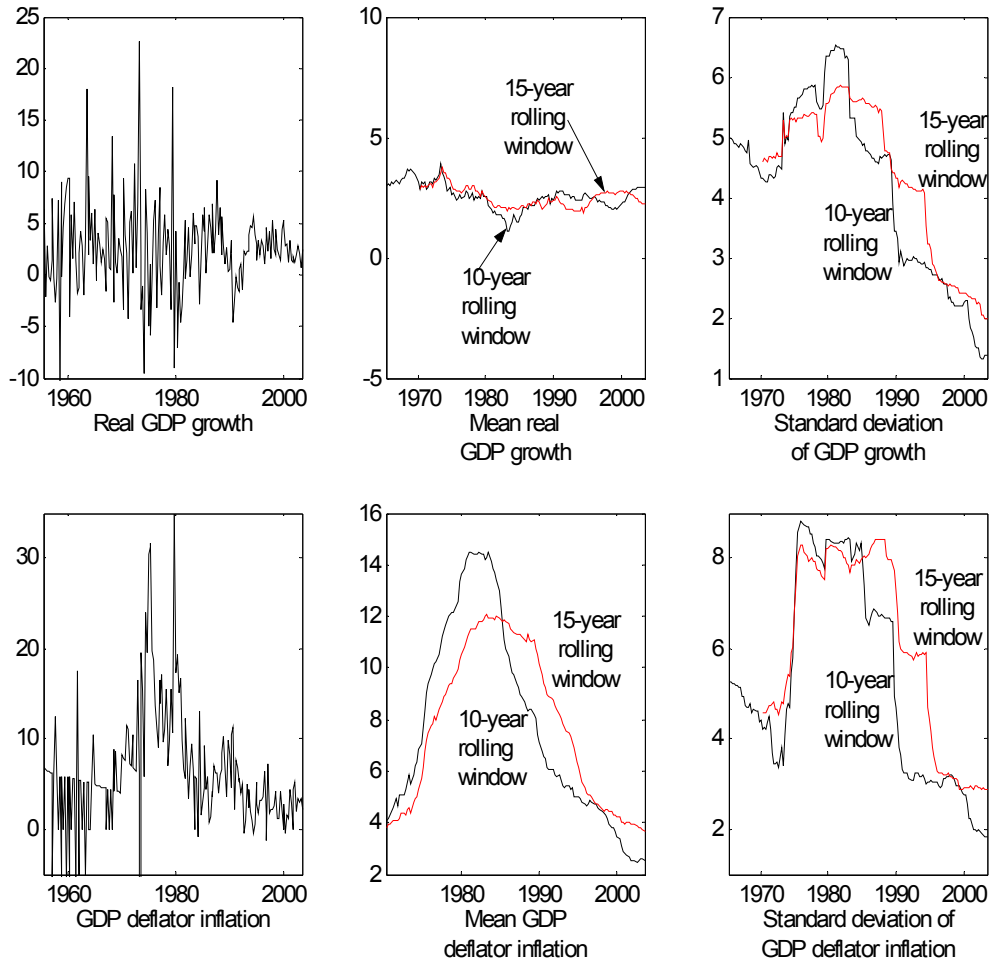 25
20
15
10
5
0
-5
-10
1960 1980 2000
Real GDP growth
10
5
0
-5
15-year
rolling
window
10-year
rolling
window
1970 1980 1990 2000
Mean real
GDP growth
7
6
5
4
3
2
1
15-year
rolling
window
10-year
rolling
window
1970 1980 1990 2000
Standard deviation
of GDP growth
30
20
10
0
1960 1980 2000
GDP deflator inflation
16
14
12
10
8
6
4
2
15-year
rolling
window
10-year
rolling
window
1980 1990 2000
Mean GDP
deflator inflation
8
6
4
2
15-year
rolling
window
10-year
rolling
window
1970 1980 1990 2000
Standard deviation of
GDP deflator inflation